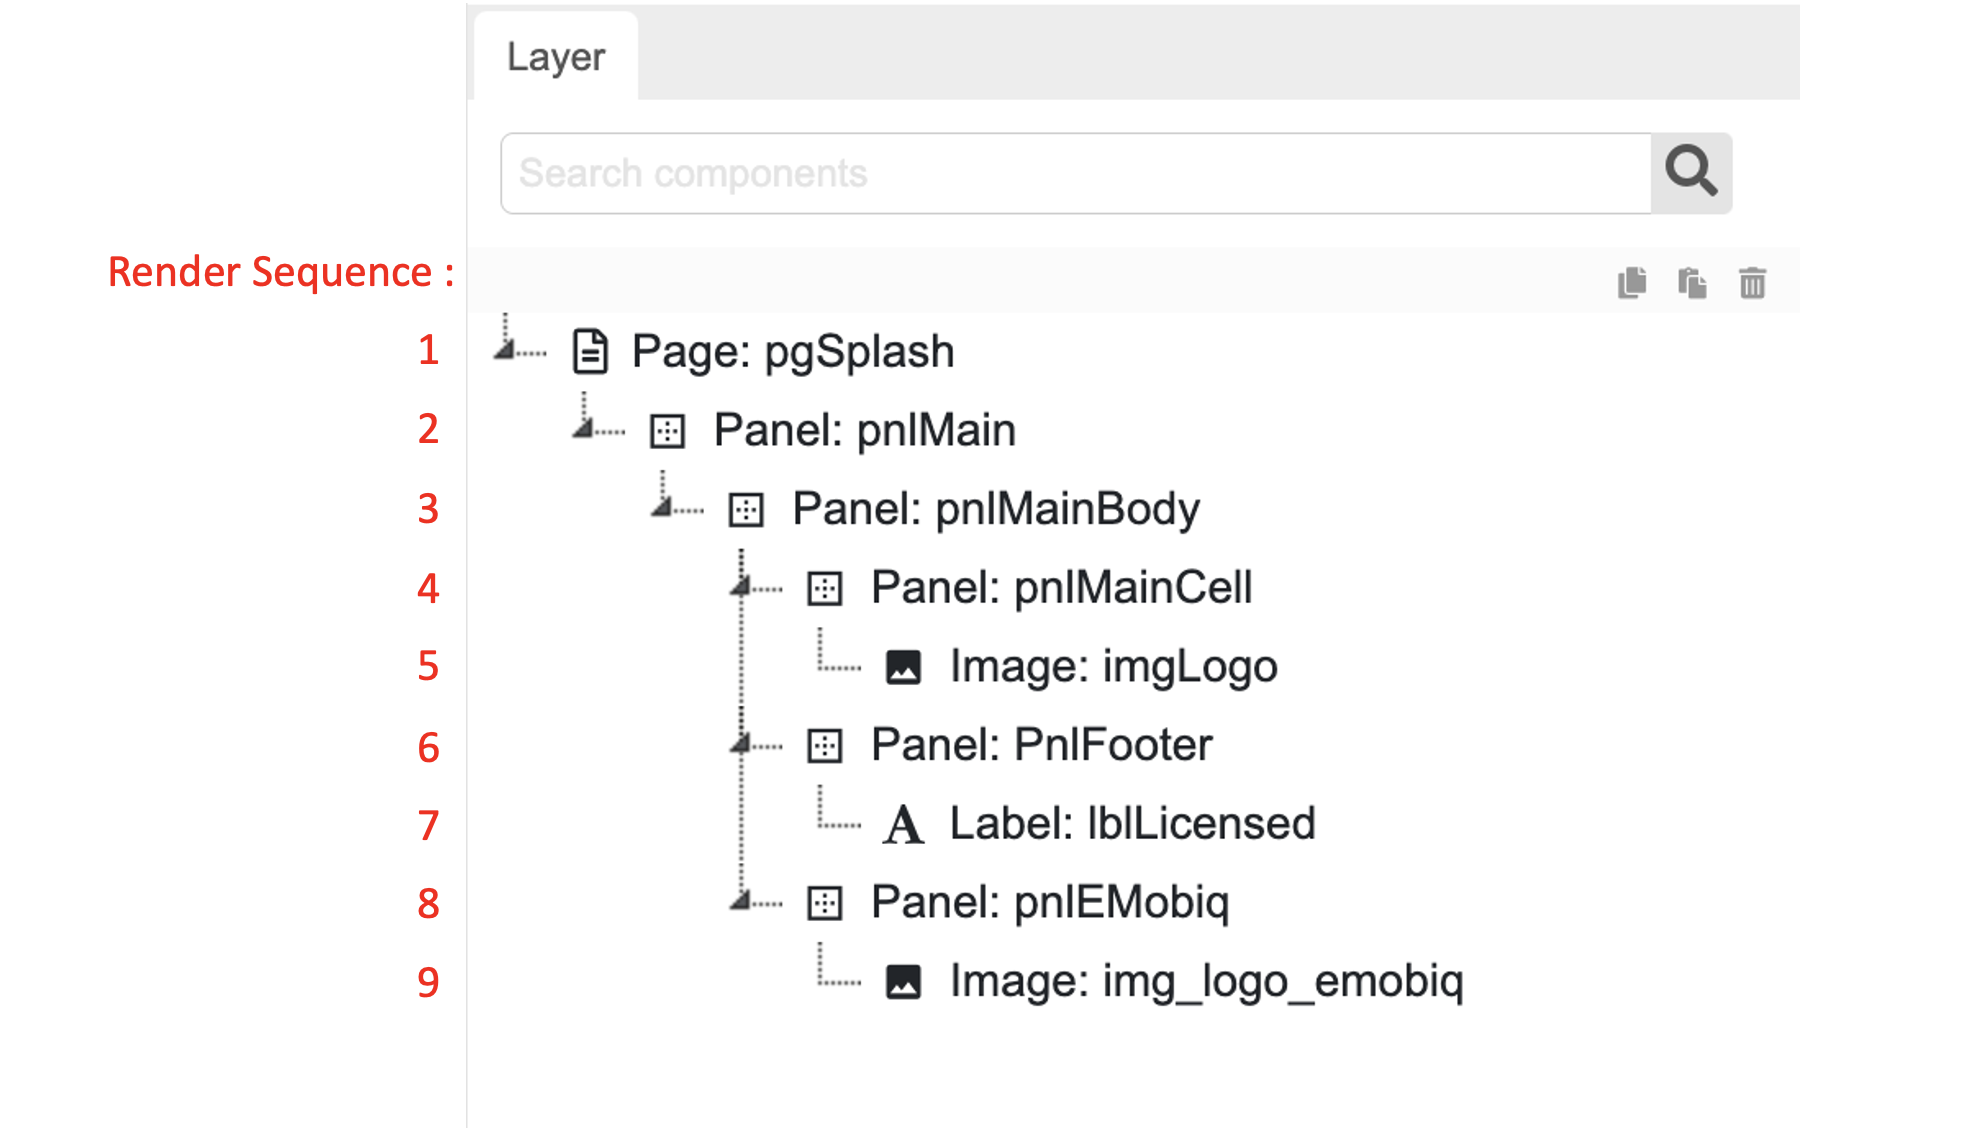 Layer
Search components
Render Sequence :
1 Page: pgSplash
2 Panel: pnlMain
3 Panel: pnlMainBody
4 Panel: pnlMainCell
5 Image: imgLogo
6 Panel: PnlFooter
7 Label: lblLicensed
8 Panel: pnlEMobiq
9 Image: img_logo_emobiq